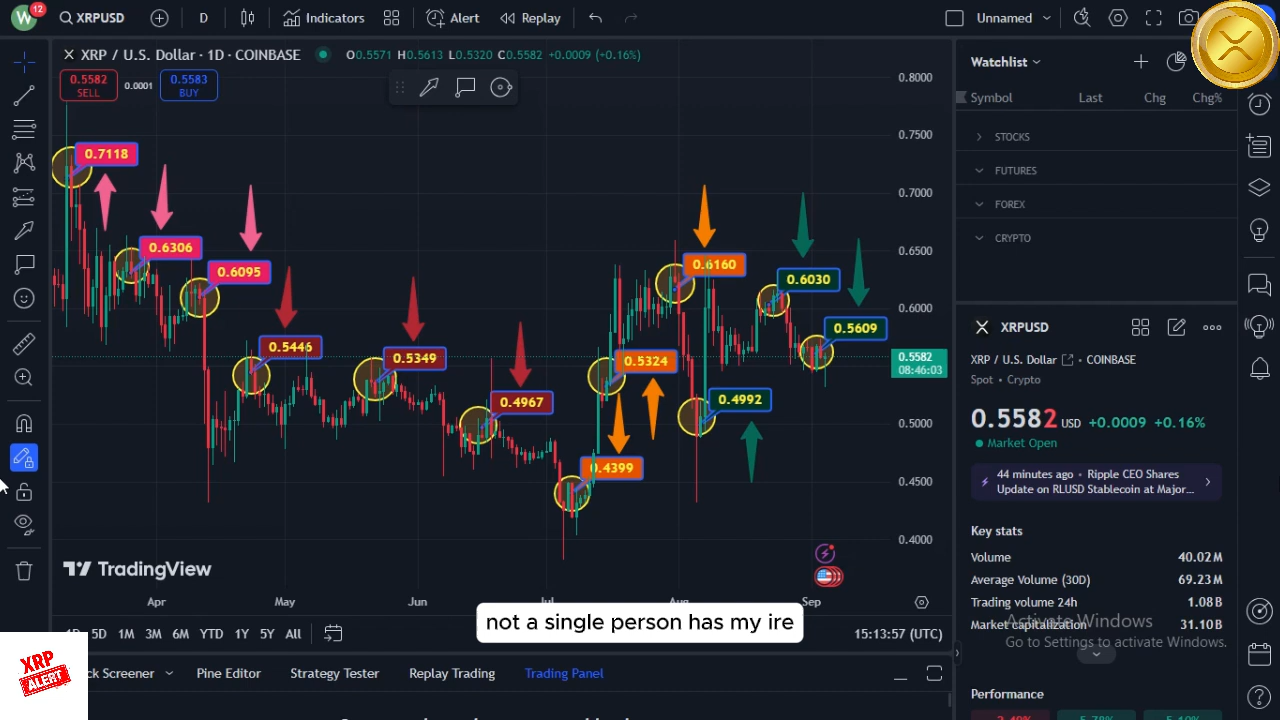 W
12
XRPUSD
D
Indicators
Alert
Replay
Unnamed
XRP / U.S. Dollar · 1D · COINBASE
O0.5571 H0.5613 L0.5320 C0.5582 +0.0009 (+0.16%)
0.5582
SELL
0.0001
0.5583
BUY
0.8000
0.7500
0.7000
0.6500
0.6000
0.5582
08:46:03
0.5000
0.4500
0.4000
0.7118
0.6306
0.6095
0.5446
0.5349
0.4967
0.4399
0.5324
0.6160
0.4992
0.6030
0.5609
TradingView
Apr
May
Jun
Jul
Aug
Sep
not a single person has my ire
5D 1M 3M 6M YTD 1Y 5Y All
15:13:57 (UTC)
XRP
ALERT
ck Screener
Pine Editor
Strategy Tester
Replay Trading
Trading Panel
Watchlist
Symbol Last Chg Chg%
STOCKS
FUTURES
FOREX
CRYPTO
XRPUSD
XRP / U.S. Dollar · COINBASE
Spot · Crypto
0.5582 USD +0.0009 +0.16%
Market Open
44 minutes ago · Ripple CEO Shares
Update on RLUSD Stablecoin at Major...
Key stats
Volume 40.02M
Average Volume (30D) 69.23M
Trading volume 24h 1.08B
Market capitalization 31.10B
Activate Windows
Go to Settings to activate Windows.
Performance